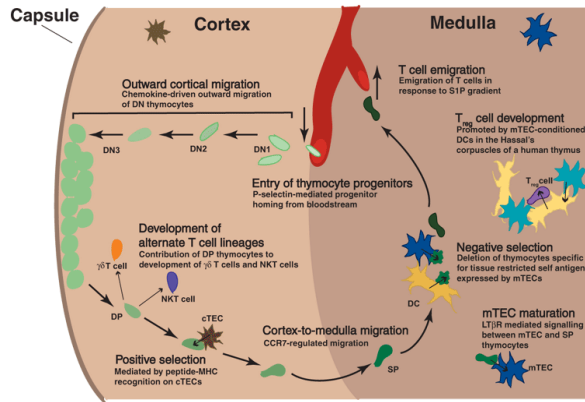 Capsule
Cortex
Medulla
Outward cortical migration
Chemokine-driven outward migration
of DN thymocytes
DN3
DN2
DN1
T cell emigration
Emigration of T cells in
response to S1P gradient
Treg cell development
Promoted by mTEC-conditioned
DCs in the Hassal's
corpuscles of a human thymus
Treg cell
Entry of thymocyte progenitors
P-selectin-mediated progenitor
homing from bloodstream
Development of
alternate T cell lineages
Contribution of DP thymocytes to
development of γδ T cells and NKT cells
γδ T cell
NKT cell
DP
cTEC
Positive selection
Mediated by peptide-MHC
recognition on cTECs
Cortex-to-medulla migration
CCR7-regulated migration
SP
DC
Negative selection
Deletion of thymocytes specific
for tissue restricted self antigen
expressed by mTECs
mTEC maturation
LTβR mediated signalling
between mTEC and SP
thymocytes
mTEC